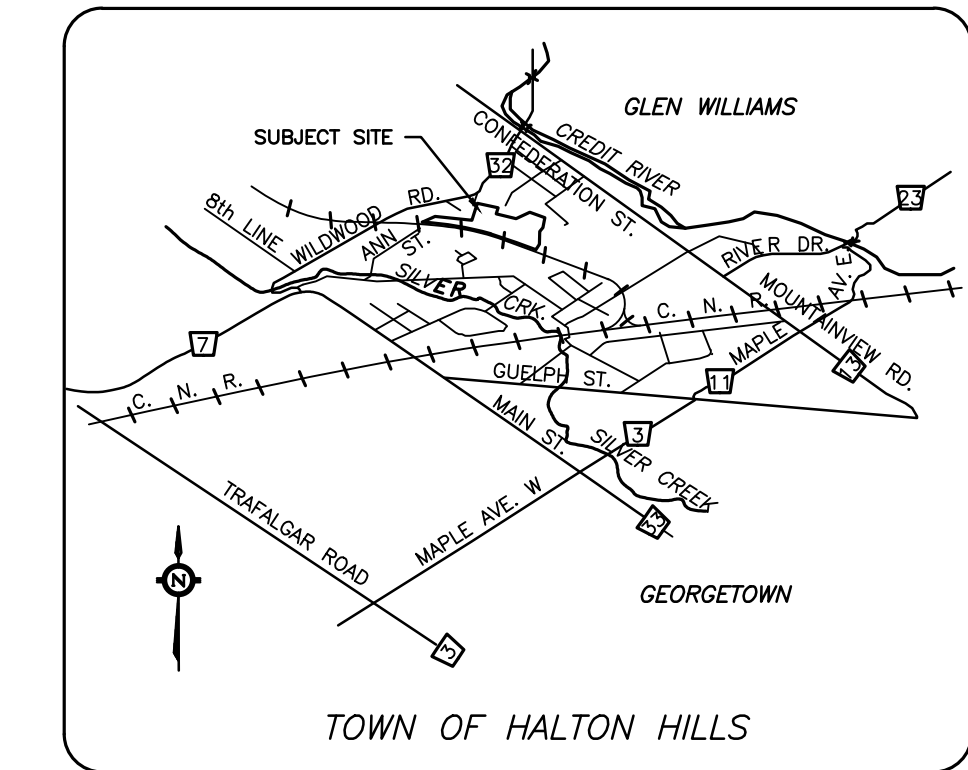 GLEN WILLIAMS
SUBJECT SITE
CONFEDERATION ST.
CREDIT RIVER
32
23
8th LINE
WILDWOOD RD.
ANN ST.
RIVER DR.
SILVER CRK.
MOUNTAINVIEW RD.
MAPLE AV. E.
C. N. R.
7
13
11
GUELPH ST.
C. N. R.
MAIN ST.
3
SILVER CREEK
MAPLE AVE. W
TRAFALGAR ROAD
33
N
GEORGETOWN
3
TOWN OF HALTON HILLS